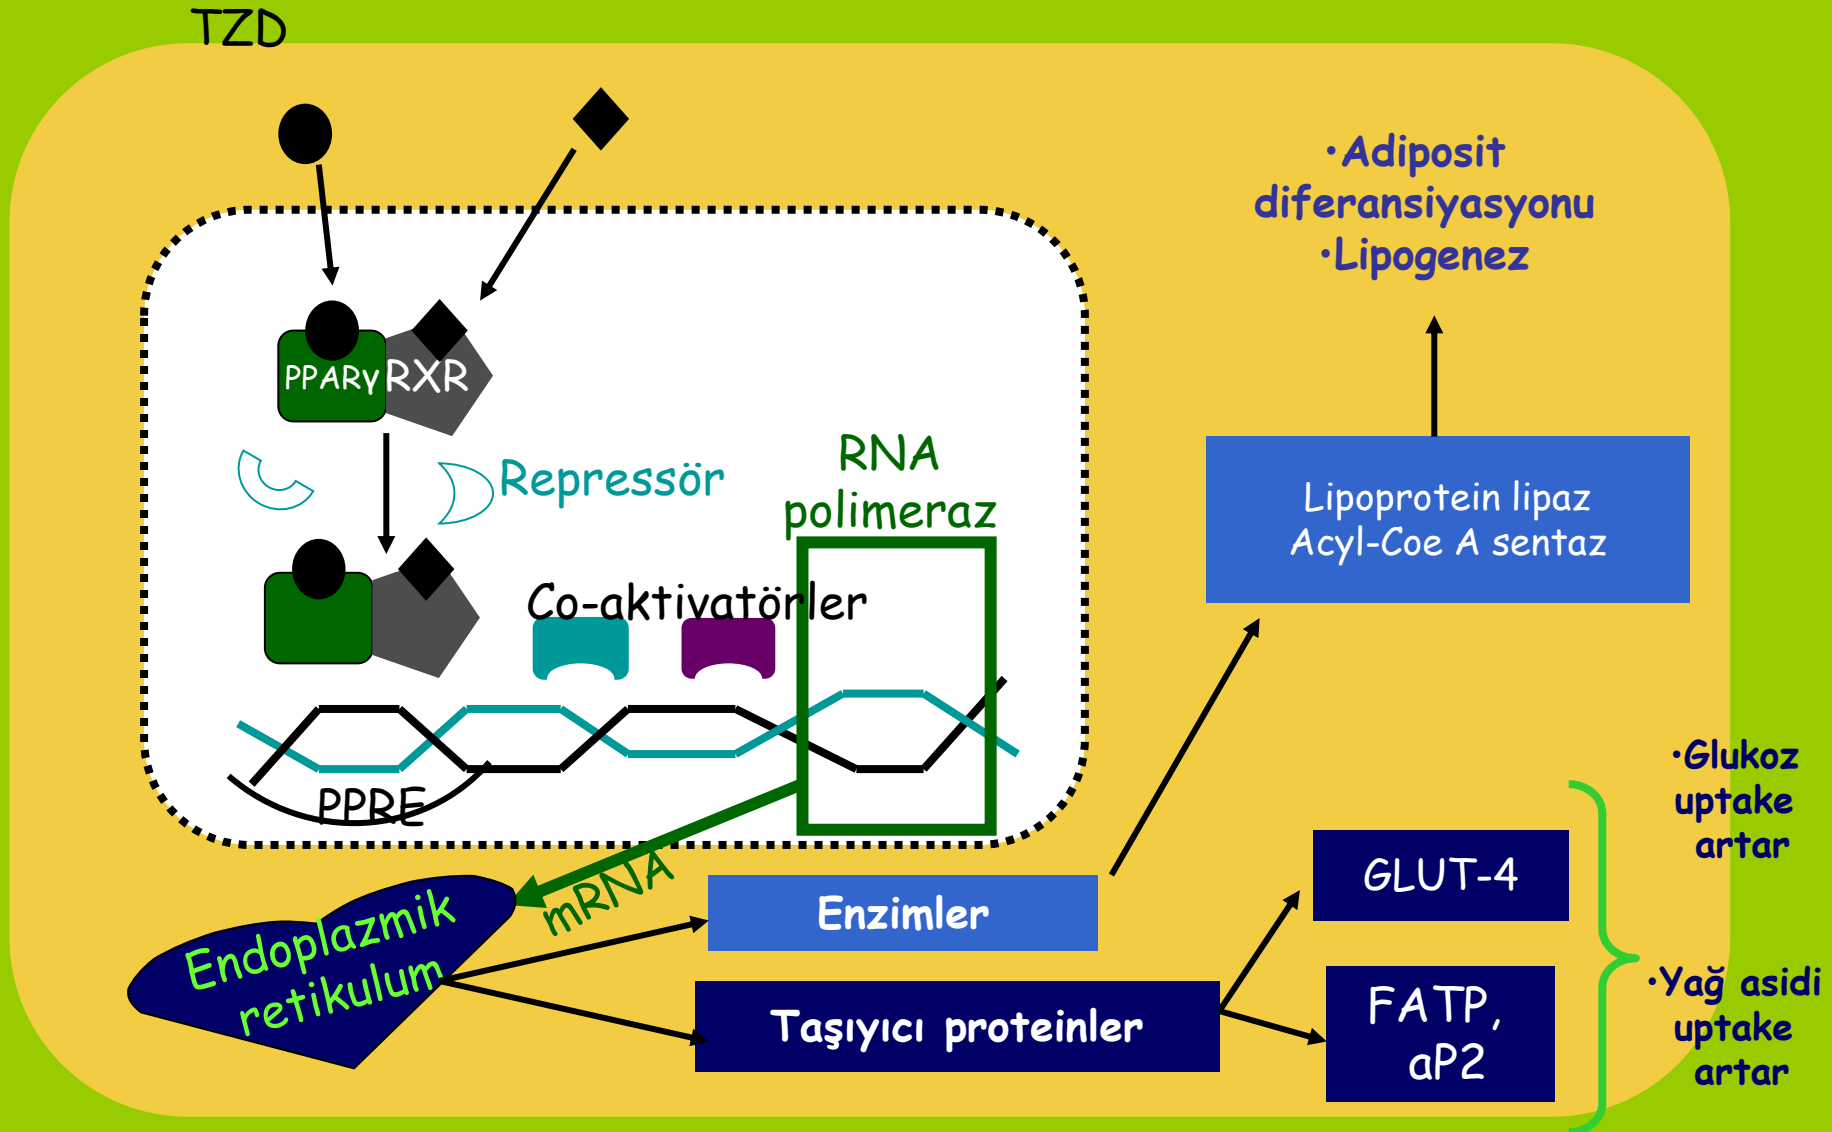 TZD
•Adiposit
diferansiyasyonu
•Lipogenez
PPARγ
RXR
Repressör
RNA
polimeraz
Lipoprotein lipaz
Acyl-Coe A sentaz
Co-aktivatörler
PPRE
•Glukoz
uptake
artar
mRNA
Endoplazmik
retikulum
Enzimler
GLUT-4
Taşıyıcı proteinler
FATP,
aP2
•Yağ asidi
uptake
artar